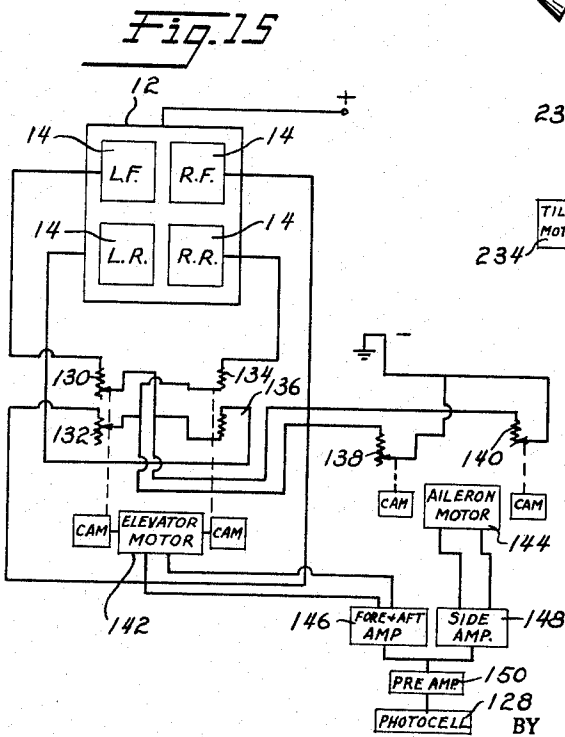 Fig. 15
12
+
23
14
14
L.F.
R.F.
TIL
MOT
14
14
L.R.
R.R.
234
-
130
134
136
132
138
140
CAM
ELEVATOR MOTOR
CAM
CAM
AILERON MOTOR
CAM
142
144
146
FORE & AFT AMP
SIDE AMP.
148
PRE AMP.
150
PHOTOCELL
128
BY